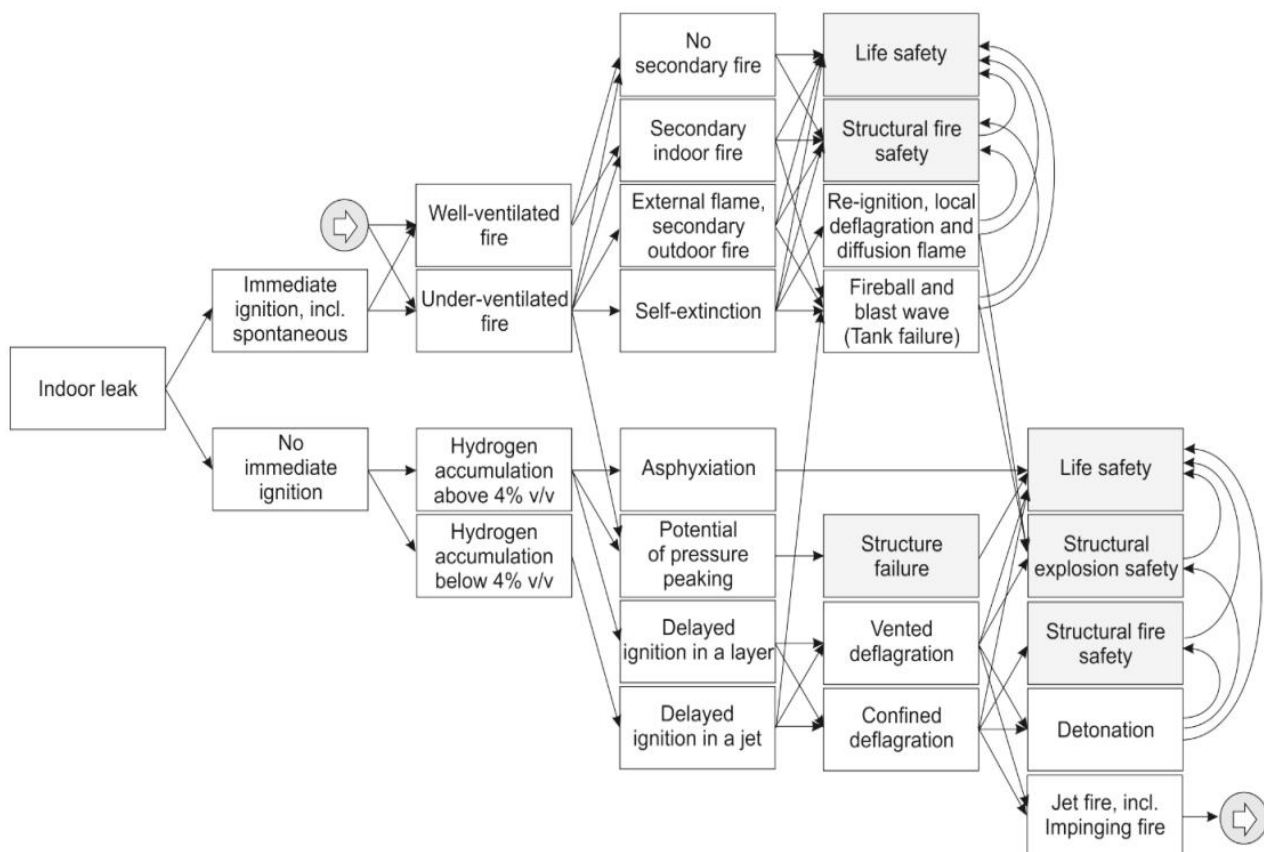 No
secondary fire
Life safety
Secondary
indoor fire
Structural fire
safety
Well-ventilated
fire
External flame,
secondary
outdoor fire
Re-ignition, local
deflagration and
diffusion flame
Immediate
ignition, incl.
spontaneous
Under-ventilated
fire
Self-extinction
Fireball and
blast wave
(Tank failure)
Indoor leak
No
immediate
ignition
Hydrogen
accumulation
above 4% v/v
Asphyxiation
Life safety
Hydrogen
accumulation
below 4% v/v
Potential
of pressure
peaking
Structure
failure
Structural
explosion safety
Delayed
ignition in a layer
Vented
deflagration
Structural fire
safety
Delayed
ignition in a jet
Confined
deflagration
Detonation
Jet fire, incl.
Impinging fire